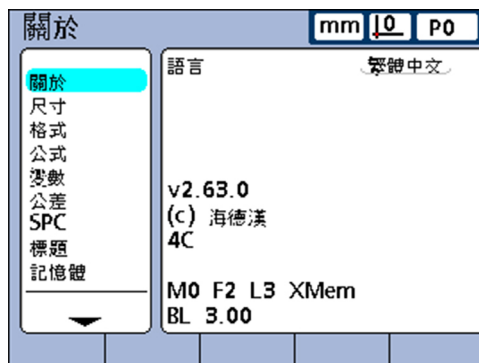 關於 mm 0 P0
關於
尺寸
格式
公式
變數
公差
SPC
標題
記憶體
語言 繁體中文
v2.63.0
(c) 海德漢
4C
M0 F2 L3 XMem
BL 3.00